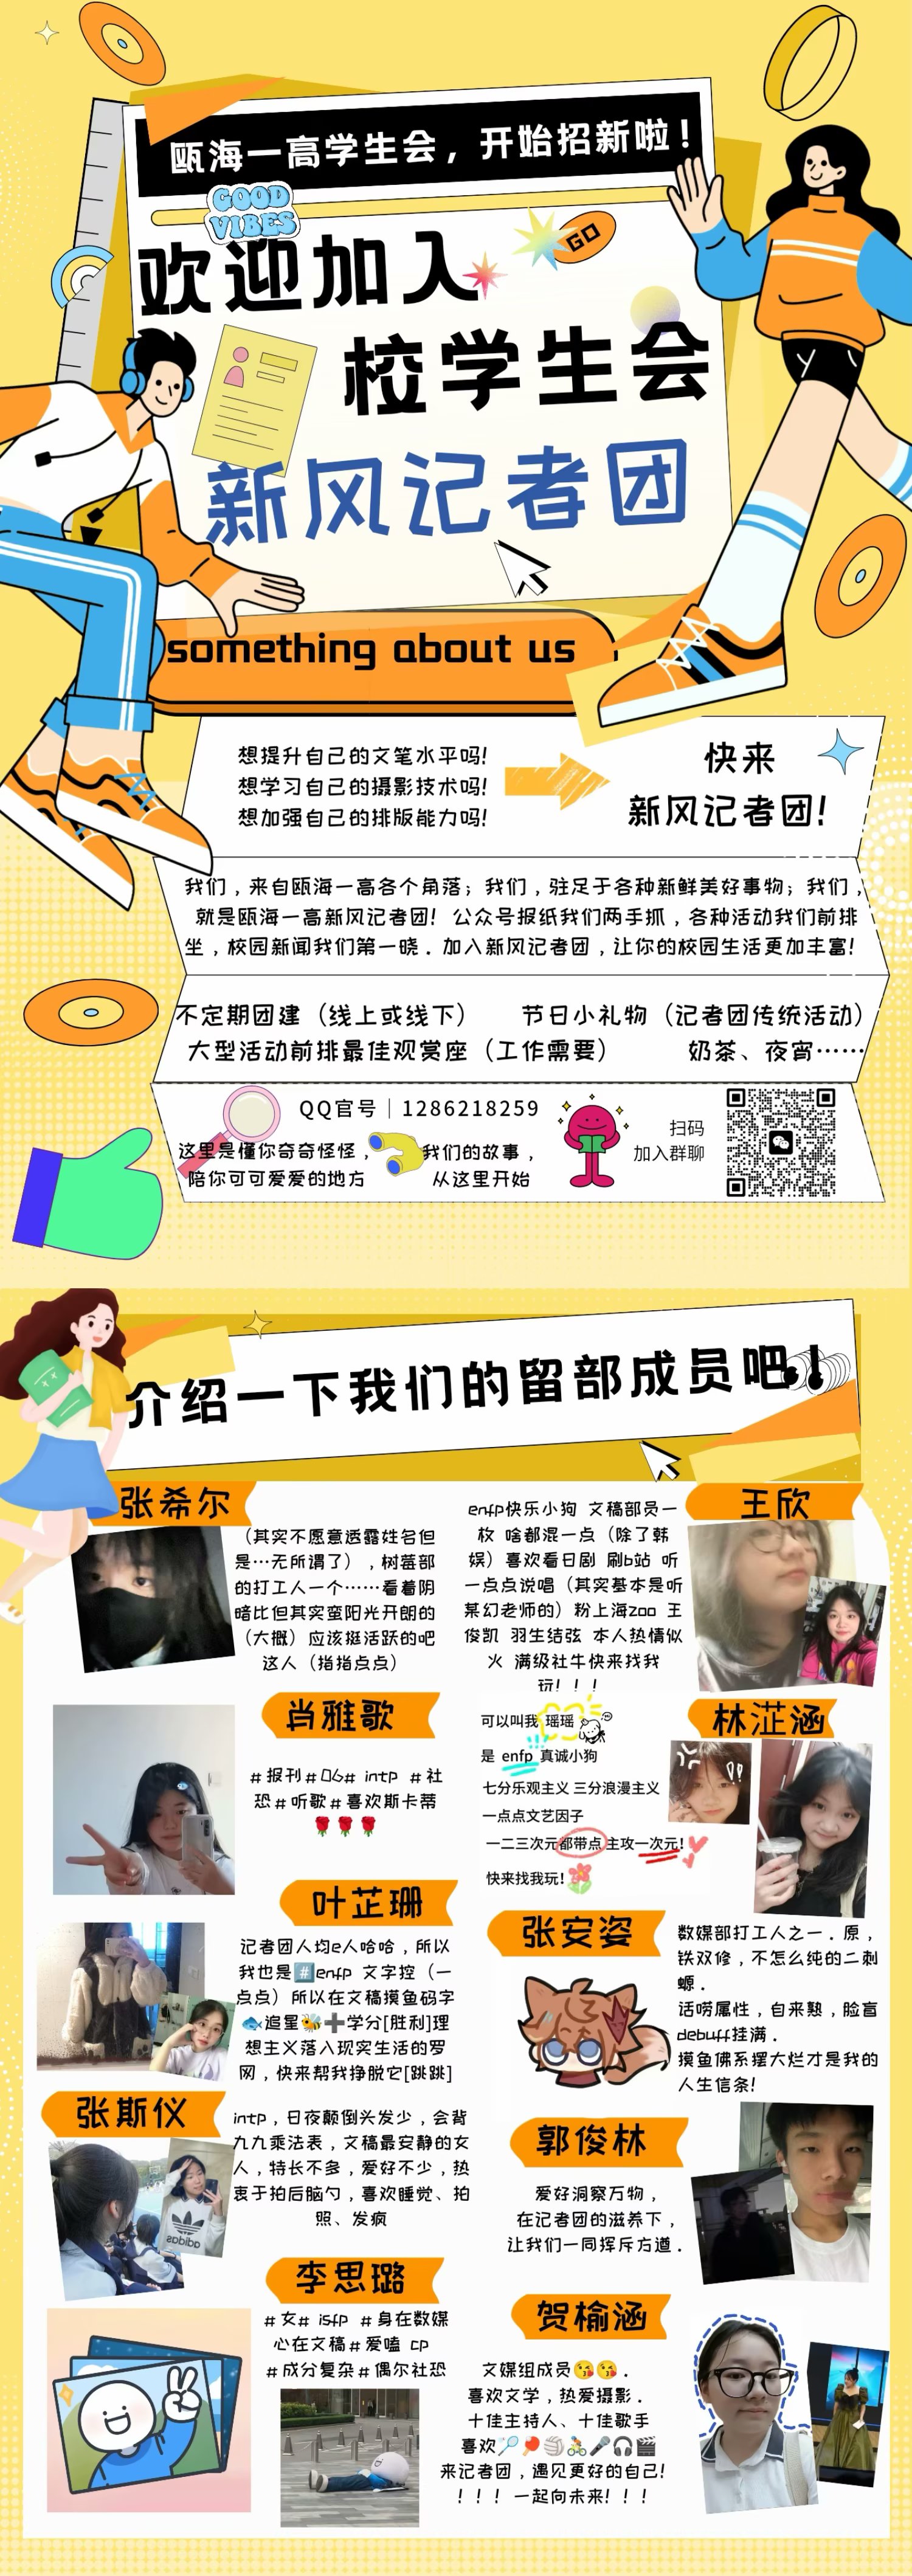 瓯海一高学生会，开始招新啦！
GOOD
VIBES
GO
欢迎加入
校学生会
新风记者团
something about us
想提升自己的文笔水平吗！
想学习自己的摄影技术吗！
想加强自己的排版能力吗！
快来
新风记者团！
我们，来自瓯海一高各个角落；我们，驻足于各种新鲜美好事物；我们，
就是瓯海一高新风记者团！公众号报纸我们两手抓，各种活动我们前排
坐，校园新闻我们第一晓．加入新风记者团，让你的校园生活更加丰富！
不定期团建（线上或线下） 节日小礼物（记者团传统活动）
大型活动前排最佳观赏座（工作需要） 奶茶、夜宵……
QQ官号｜1286218259
这里是懂你奇奇怪怪，
陪你可可爱爱的地方
我们的故事，
从这里开始
扫码
加入群聊
介绍一下我们的留部成员吧！
张希尔
（其实不愿意透露姓名但
是…无所谓了），树莓部
的打工人一个……看着阴
暗比但其实蛮阳光开朗的
（大概）应该挺活跃的吧
这人（指指点点）
王欣
enfp快乐小狗 文稿部员一
枚 啥都混一点（除了韩
娱）喜欢看日剧 刷b站 听
一点点说唱（其实基本是听
某幻老师的）粉上海zoo 王
俊凯 羽生结弦 本人热情似
火 满级社牛快来找我
玩！！！
肖雅歌
#报刊#06# intp #社
恐#听歌#喜欢斯卡蒂
🌹🌹🌹
林芷涵
可以叫我 瑶瑶
是 enfp 真诚小狗
七分乐观主义 三分浪漫主义
一点点文艺因子
一二三次元都带点 主攻一次元！
快来找我玩！
叶芷珊
记者团人均e人哈哈，所以
我也是#️⃣enfp 文字控（一
点点）所以在文稿摸鱼码字
🐟追星🐝➕学分[胜利]理
想主义落入现实生活的罗
网，快来帮我挣脱它[跳跳]
张安姿
数媒部打工人之一．原，
铁双修，不怎么纯的二刺
螈．
话唠属性，自来熟，脸盲
debuff挂满．
摸鱼佛系摆大烂才是我的
人生信条！
张斯仪
intp，日夜颠倒头发少，会背
九九乘法表，文稿最安静的女
人，特长不多，爱好不少，热
衷于拍后脑勺，喜欢睡觉、拍
照、发疯
adidas
郭俊林
爱好洞察万物，
在记者团的滋养下，
让我们一同挥斥方遒．
李思璐
#女# isfp #身在数媒
心在文稿#爱嗑 cp
#成分复杂#偶尔社恐
贺榆涵
文媒组成员😘😘．
喜欢文学，热爱摄影．
十佳主持人、十佳歌手
喜欢🏸🏓🏐🚴🎤🎧🎬
来记者团，遇见更好的自己！
！！！一起向未来！！！